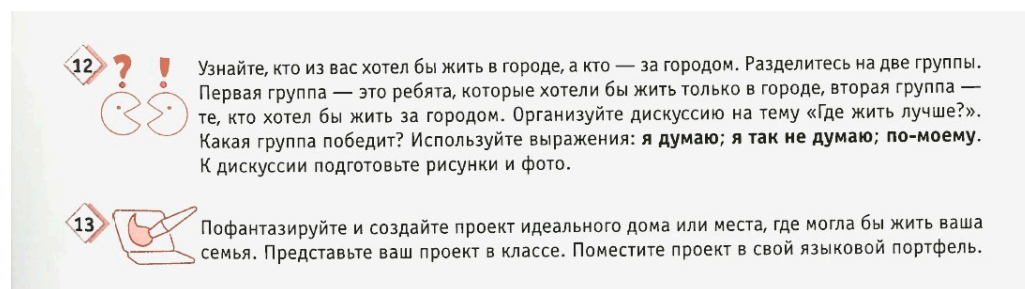 12 Узнайте, кто из вас хотел бы жить в городе, а кто — за городом. Разделитесь на две группы.
Первая группа — это ребята, которые хотели бы жить только в городе, вторая группа —
те, кто хотел бы жить за городом. Организуйте дискуссию на тему «Где жить лучше?».
Какая группа победит? Используйте выражения: я думаю; я так не думаю; по-моему.
К дискуссии подготовьте рисунки и фото.
13 Пофантазируйте и создайте проект идеального дома или места, где могла бы жить ваша
семья. Представьте ваш проект в классе. Поместите проект в свой языковой портфель.